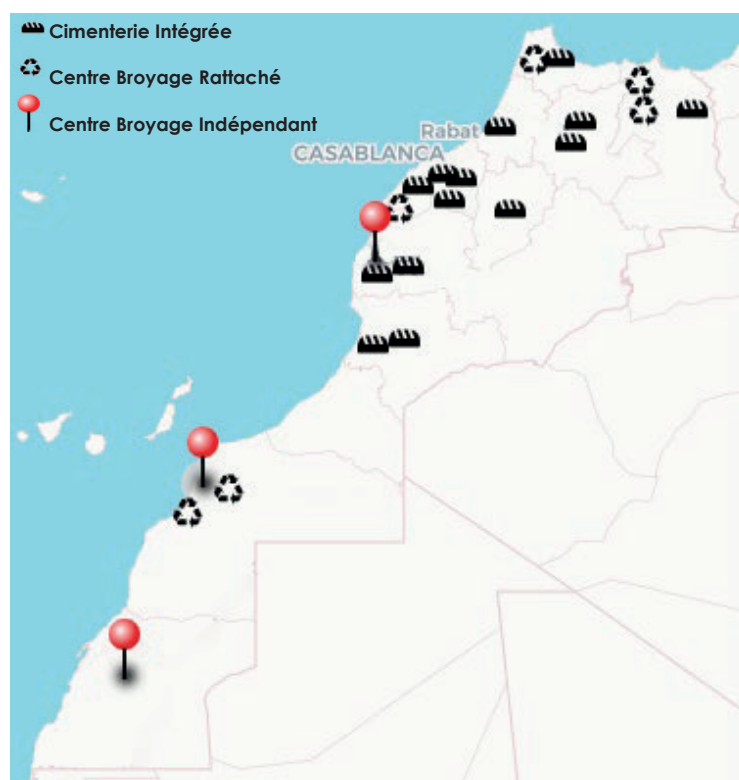 Cimenterie Intégrée
Centre Broyage Rattaché
Centre Broyage Indépendant
Rabat
CASABLANCA